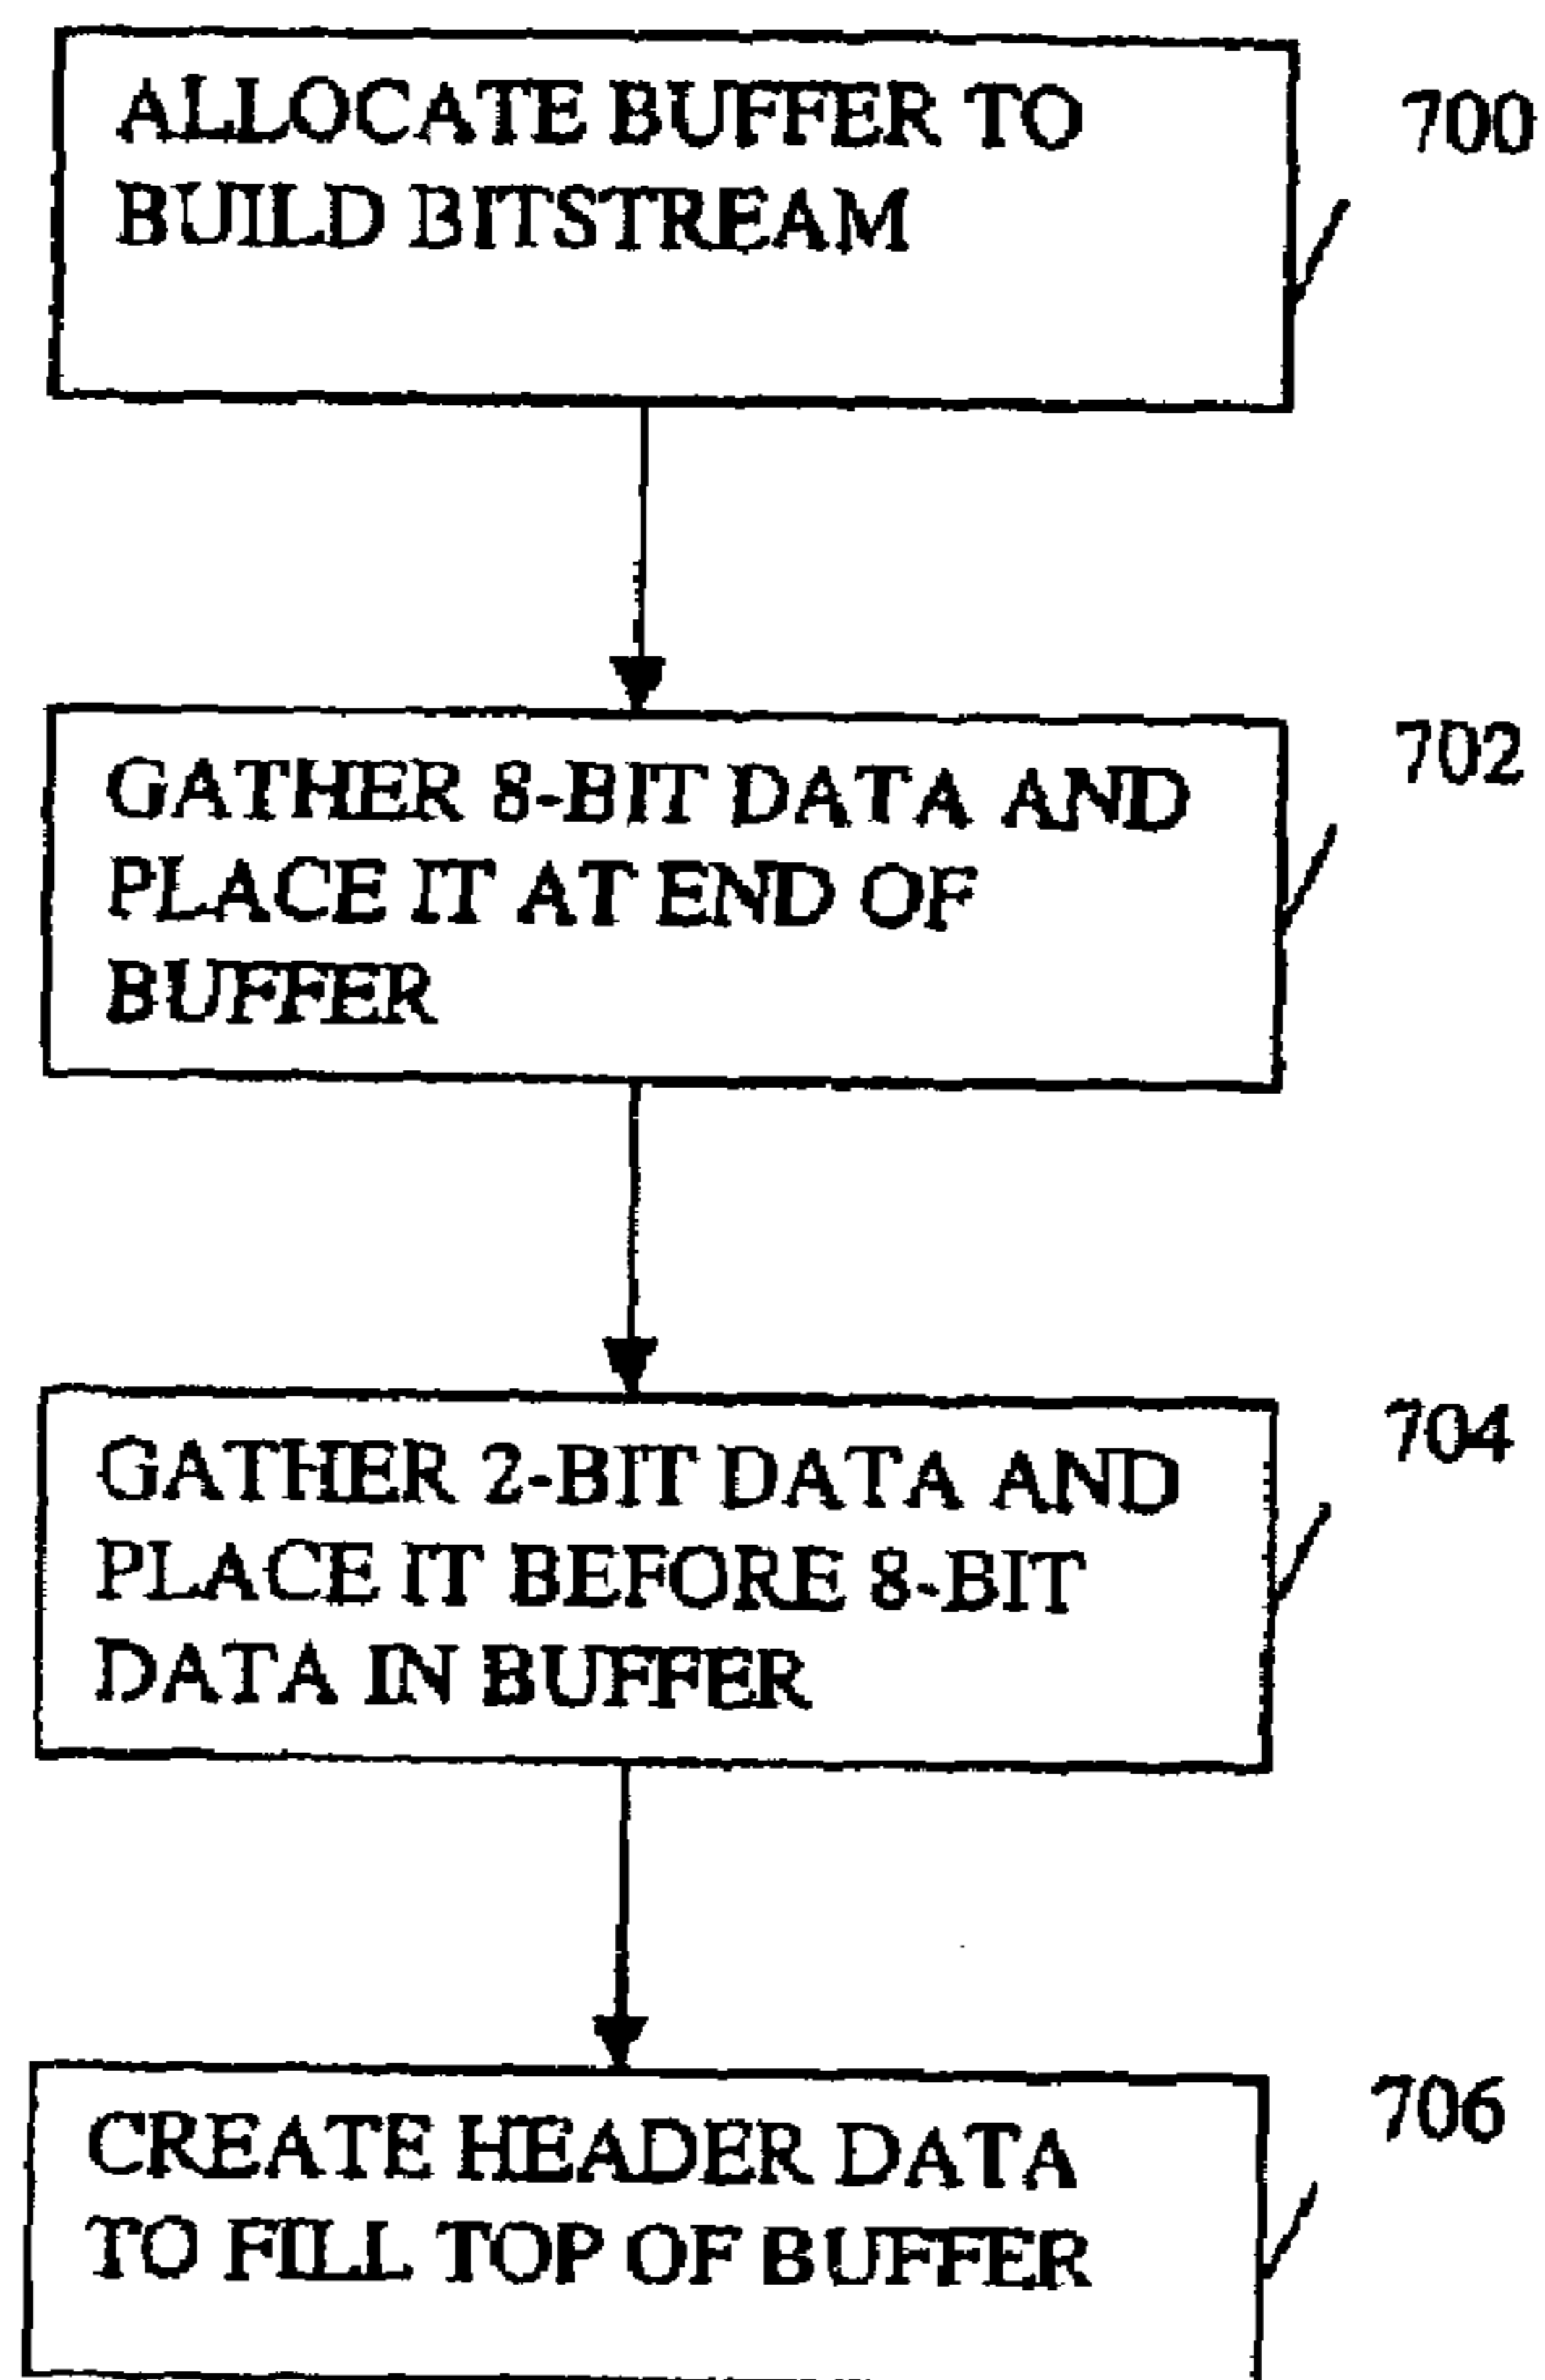 ALLOCATE BUFFER TO
BUILD BITSTREAM
700
GATHER 8-BIT DATA AND
PLACE IT AT END OF
BUFFER
702
GATHER 2-BIT DATA AND
PLACE IT BEFORE 8-BIT
DATA IN BUFFER
704
CREATE HEADER DATA
TO FILL TOP OF BUFFER
706